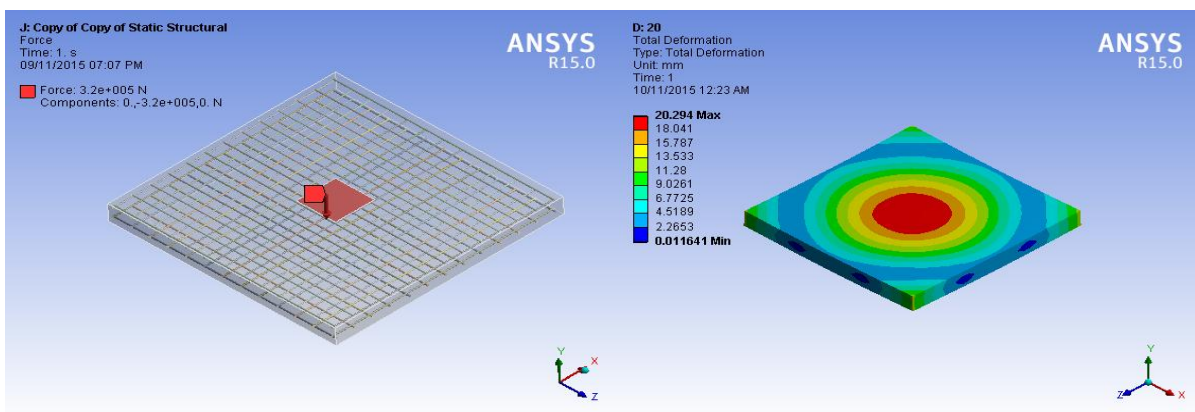 J: Copy of Copy of Static Structural
Force
Time: 1. s
09/11/2015 07:07 PM
Force: 3.2e+005 N
Components: 0.,-3.2e+005,0. N
ANSYS
R15.0
Y
X
Z
D: 20
Total Deformation
Type: Total Deformation
Unit: mm
Time: 1
10/11/2015 12:23 AM
20.294 Max
18.041
15.787
13.533
11.28
9.0261
6.7725
4.5189
2.2653
0.011641 Min
ANSYS
R15.0
Y
Z
X